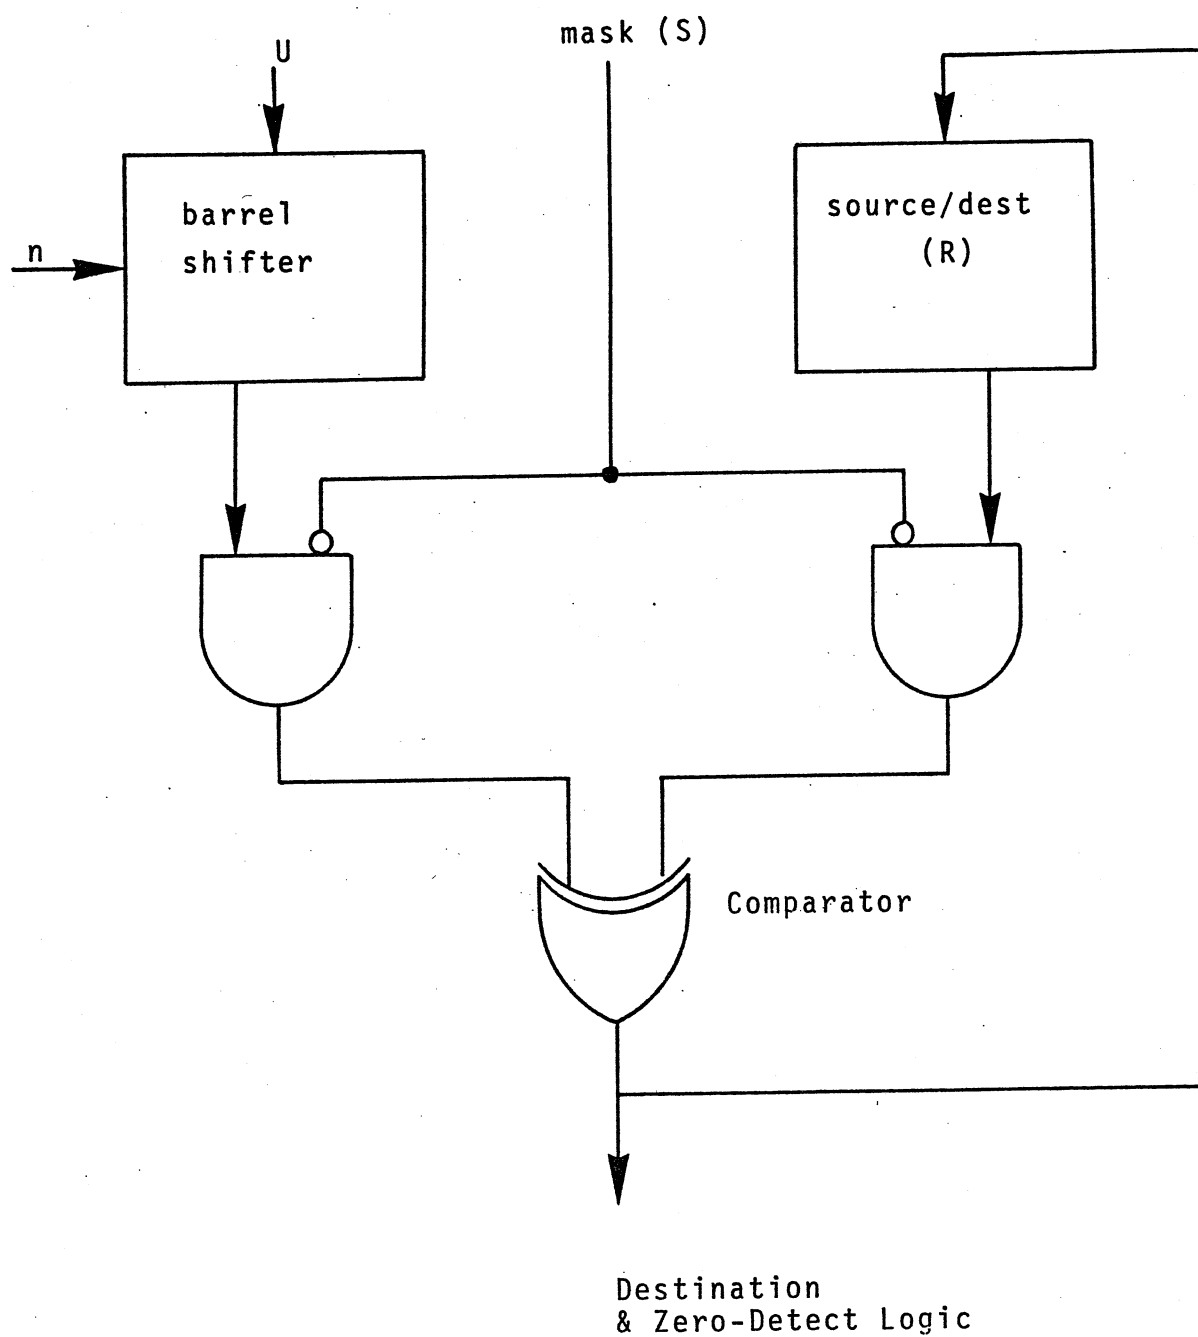 mask (S)
U
barrel
shifter
n
source/dest
(R)
Comparator
Destination
& Zero-Detect Logic